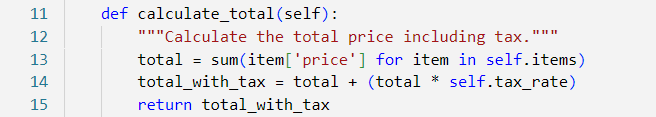 11    def calculate_total(self):
12        """Calculate the total price including tax."""
13        total = sum(item['price'] for item in self.items)
14        total_with_tax = total + (total * self.tax_rate)
15        return total_with_tax